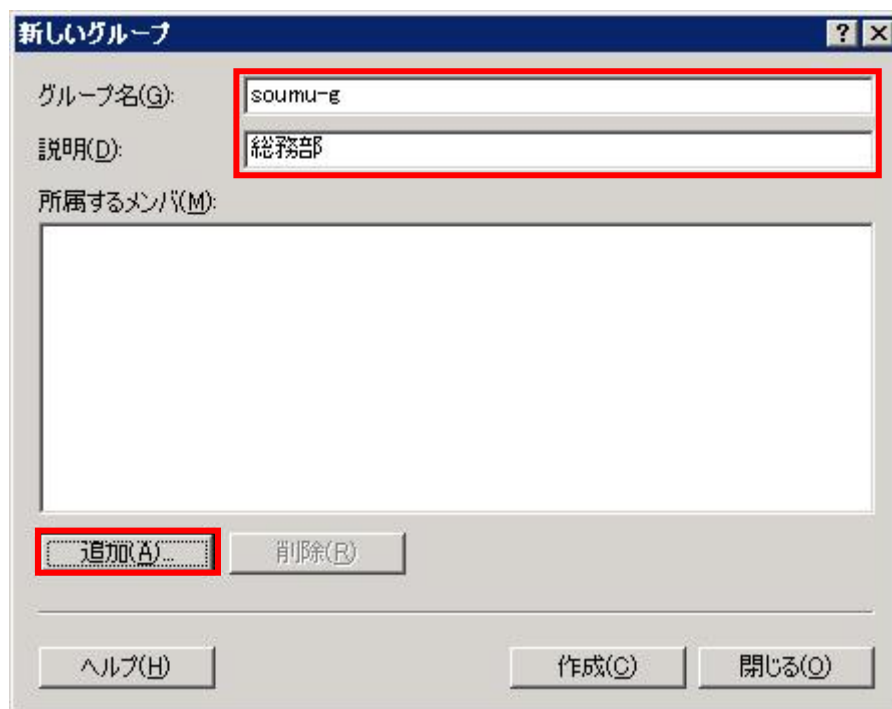 新しいグループ
グループ名(G): soumu-g
説明(D): 総務部
所属するメンバ(M):
追加(A)... 削除(R)
ヘルプ(H) 作成(C) 閉じる(O)